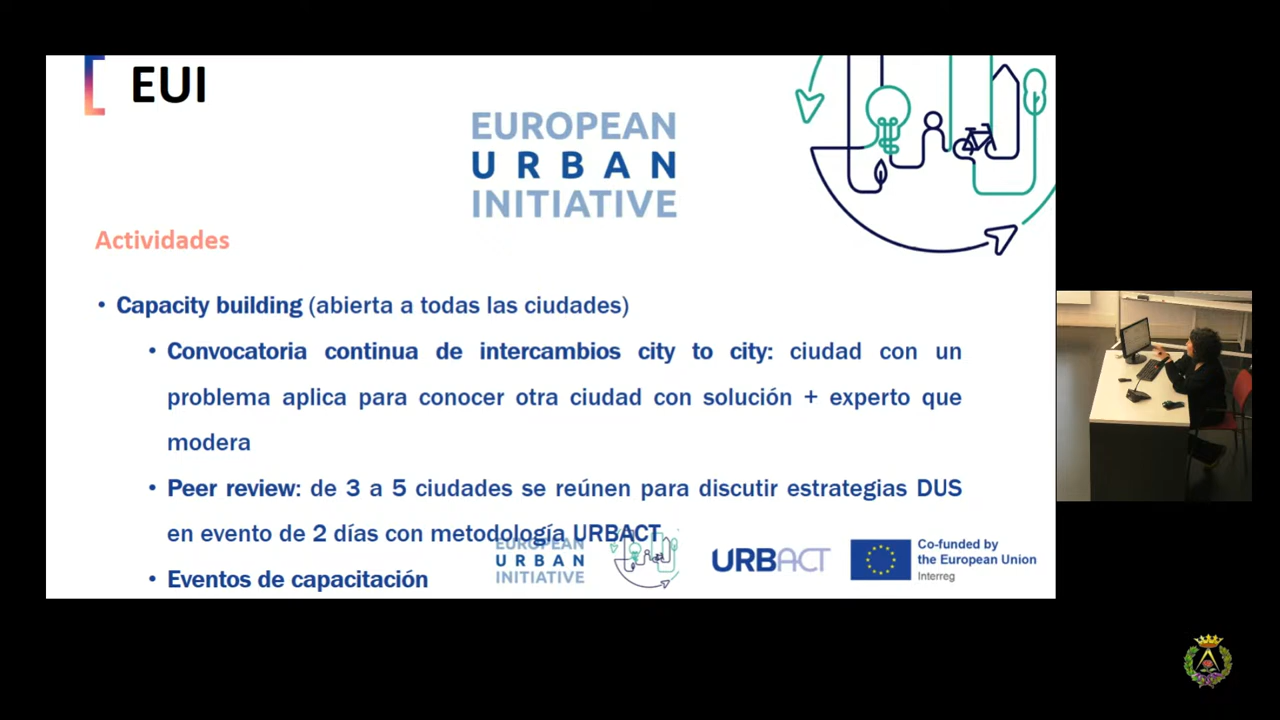 EUI
EUROPEAN
URBAN
INITIATIVE
Actividades
• Capacity building (abierta a todas las ciudades)
• Convocatoria continua de intercambios city to city: ciudad con un
problema aplica para conocer otra ciudad con solución + experto que
modera
• Peer review: de 3 a 5 ciudades se reúnen para discutir estrategias DUS
en evento de 2 días con metodología URBACT
• Eventos de capacitación
EUROPEAN
URBAN
INITIATIVE
URBACT
Co-funded by
the European Union
Interreg